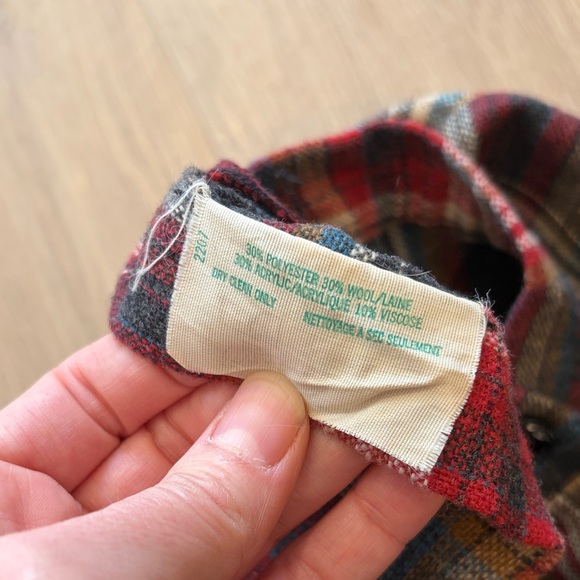 2207
30% POLYESTER 30% WOOL/LAINE
30% ACRYLIC/ACRYLIQUE 10% VISCOSE
DRY CLEAN ONLY
NETTOYAGE A SEC SEULEMENT